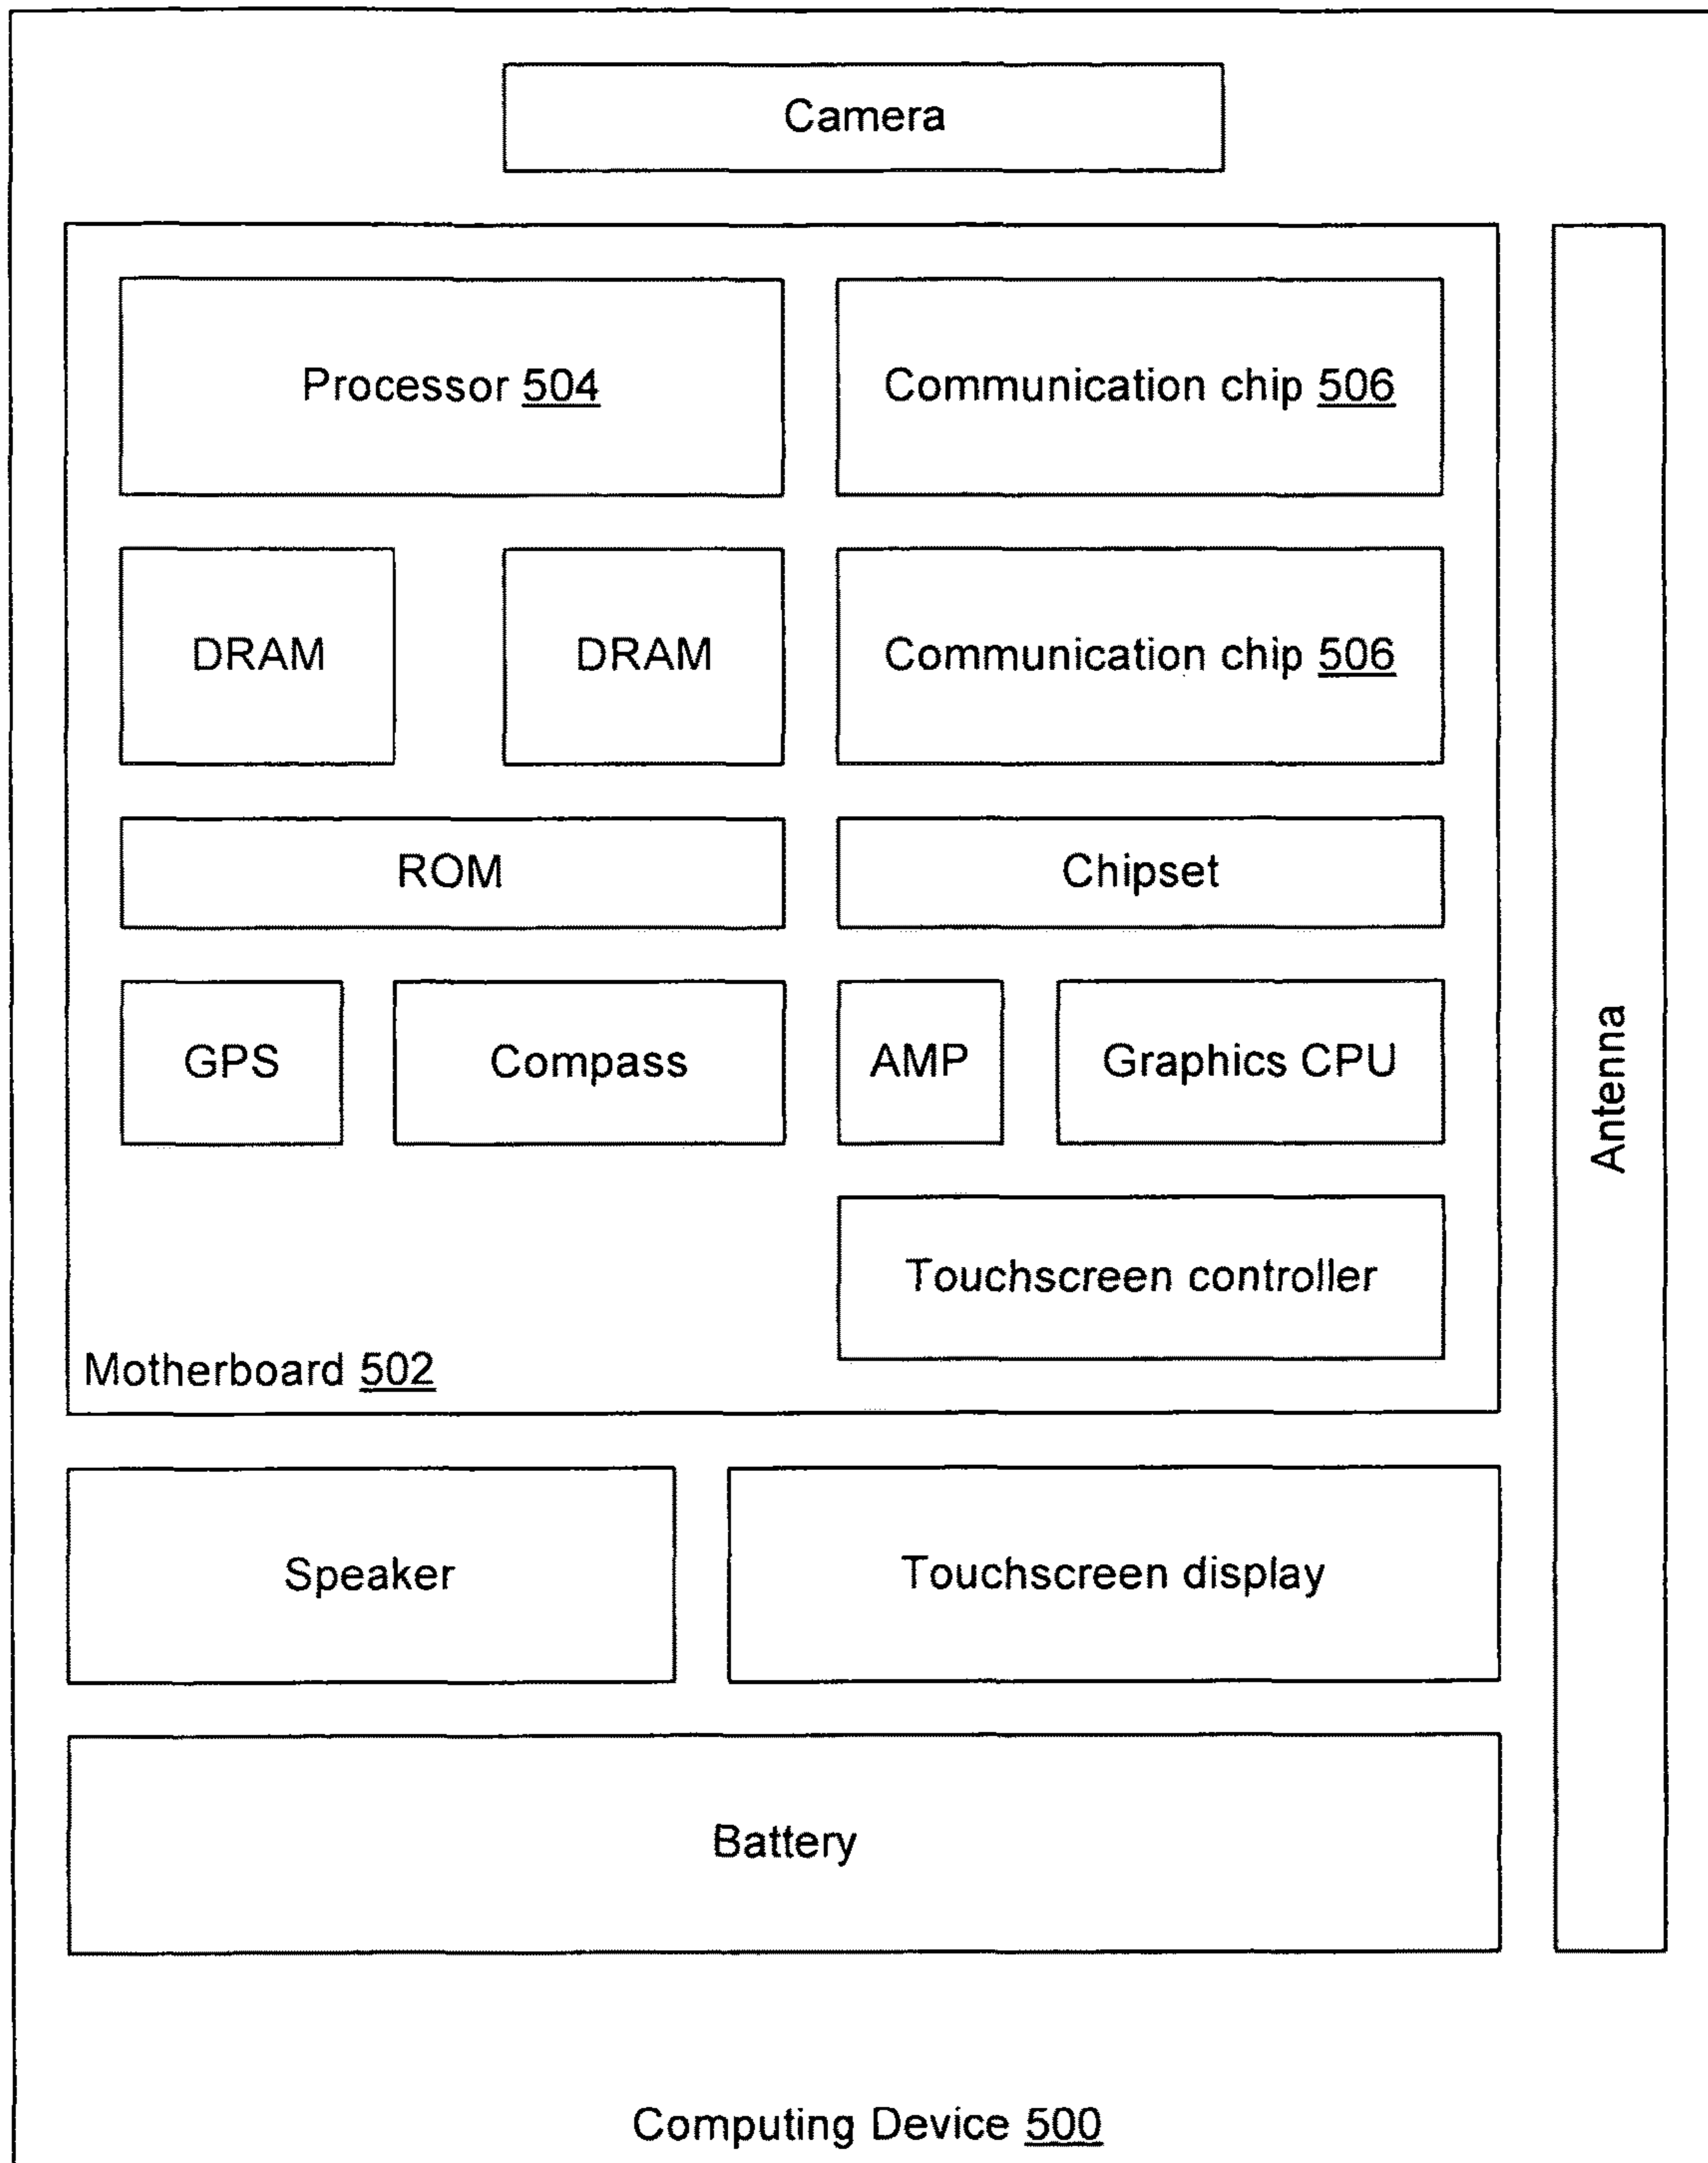 Camera
Processor 504
Communication chip 506
DRAM
DRAM
Communication chip 506
ROM
Chipset
GPS
Compass
AMP
Graphics CPU
Antenna
Touchscreen controller
Motherboard 502
Speaker
Touchscreen display
Battery
Computing Device 500